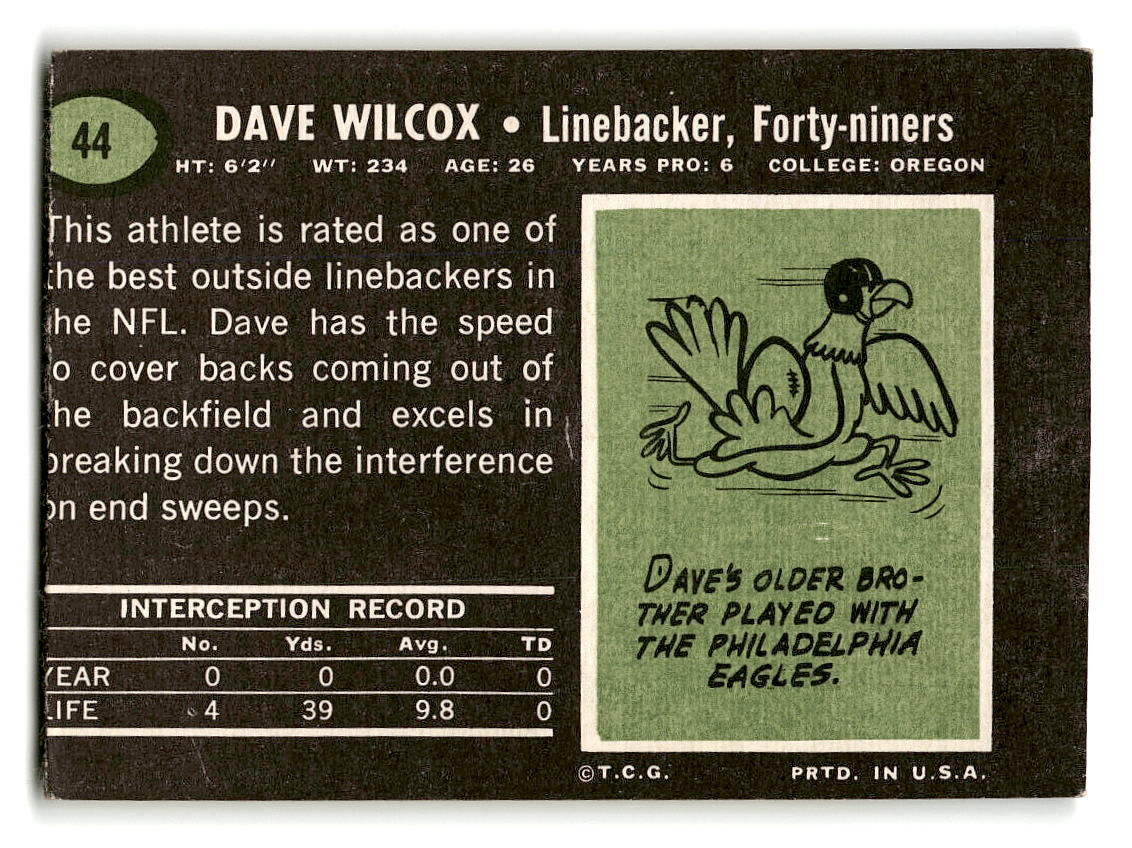 44
DAVE WILCOX • Linebacker, Forty-niners
HT: 6'2'' WT: 234 AGE: 26 YEARS PRO: 6 COLLEGE: OREGON
This athlete is rated as one of
the best outside linebackers in
he NFL. Dave has the speed
o cover backs coming out of
he backfield and excels in
breaking down the interference
on end sweeps.
INTERCEPTION RECORD
No. Yds. Avg. TD
YEAR 0 0 0.0 0
LIFE 4 39 9.8 0
DAVE'S OLDER BRO-
THER PLAYED WITH
THE PHILADELPHIA
EAGLES.
©T.C.G. PRTD. IN U.S.A.